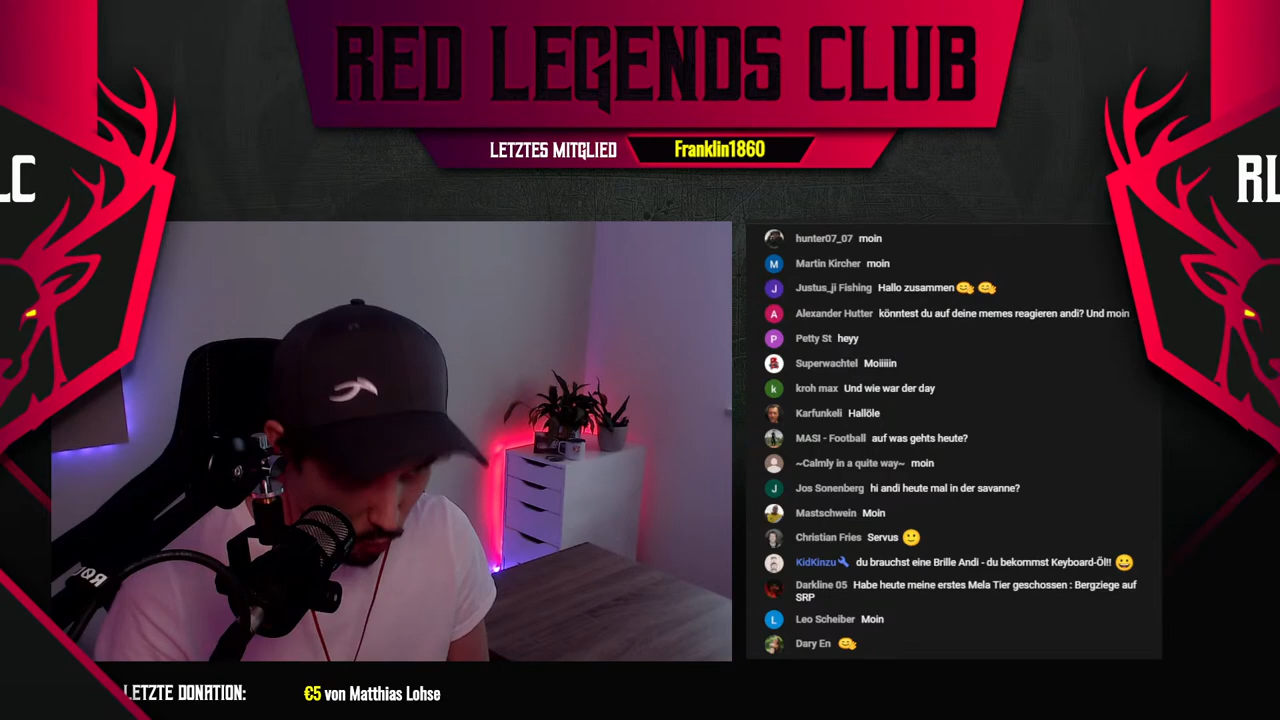 RED LEGENDS CLUB
LETZTES MITGLIED Franklin1860
LC
RL
hunter07_07 moin
M Martin Kircher moin
J Justus_ji Fishing Hallo zusammen
A Alexander Hutter könntest du auf deine memes reagieren andi? Und moin
P Petty St heyy
Superwachtel Moiiiiin
k kroh max Und wie war der day
Karfunkeli Hallöle
MASI - Football auf was gehts heute?
~Calmly in a quite way~ moin
J Jos Sonenberg hi andi heute mal in der savanne?
Mastschwein Moin
Christian Fries Servus
KidKinzu du brauchst eine Brille Andi - du bekommst Keyboard-Öl!!
Darkline 05 Habe heute meine erstes Mela Tier geschossen : Bergziege auf
SRP
L Leo Scheiber Moin
Dary En
LETZTE DONATION: €5 von Matthias Lohse